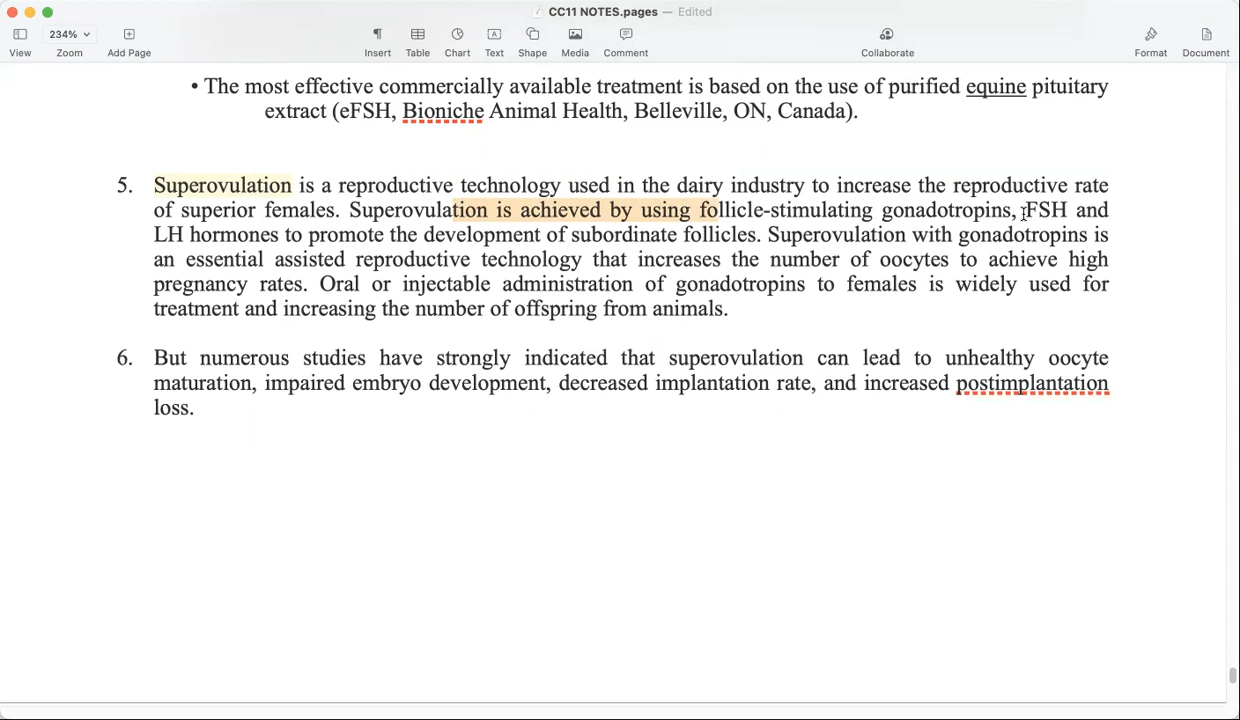 CC11 NOTES.pages — Edited
234%
View Zoom Add Page Insert Table Chart Text Shape Media Comment Collaborate Format Document
• The most effective commercially available treatment is based on the use of purified equine pituitary
extract (eFSH, Bioniche Animal Health, Belleville, ON, Canada).
5. Superovulation is a reproductive technology used in the dairy industry to increase the reproductive rate
of superior females. Superovulation is achieved by using follicle-stimulating gonadotropins, FSH and
LH hormones to promote the development of subordinate follicles. Superovulation with gonadotropins is
an essential assisted reproductive technology that increases the number of oocytes to achieve high
pregnancy rates. Oral or injectable administration of gonadotropins to females is widely used for
treatment and increasing the number of offspring from animals.
6. But numerous studies have strongly indicated that superovulation can lead to unhealthy oocyte
maturation, impaired embryo development, decreased implantation rate, and increased postimplantation
loss.